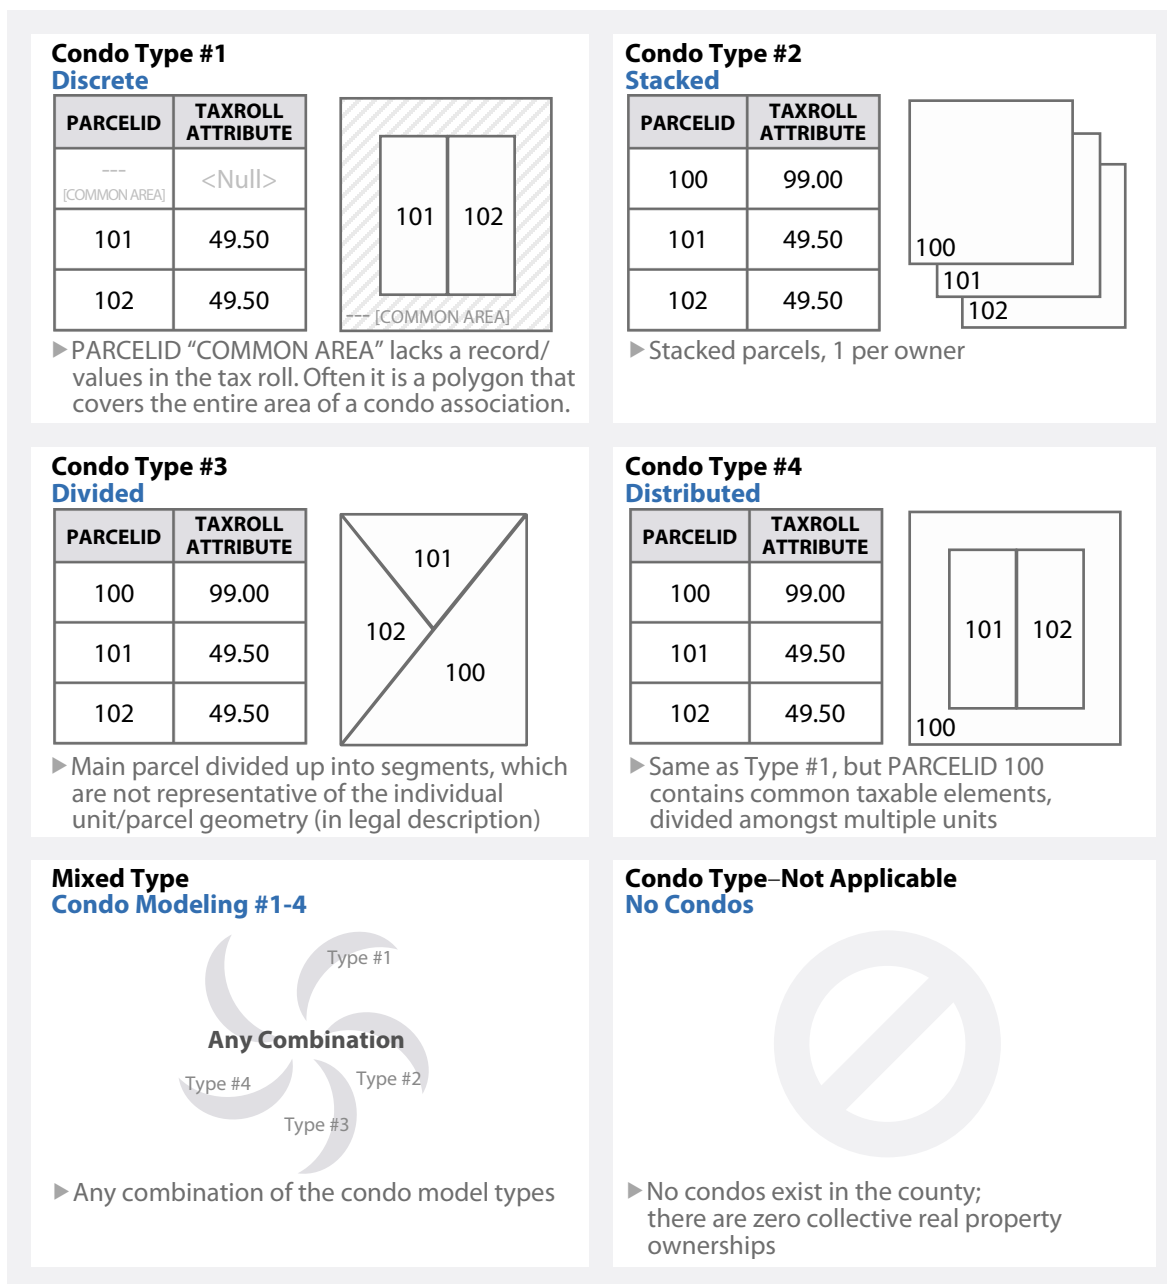 Condo Type #1
Discrete
PARCELID TAXROLL ATTRIBUTE
--- [COMMON AREA] <Null>
101 49.50
102 49.50
101 102
--- [COMMON AREA]
PARCELID “COMMON AREA” lacks a record/
values in the tax roll. Often it is a polygon that
covers the entire area of a condo association.
Condo Type #2
Stacked
PARCELID TAXROLL ATTRIBUTE
100 99.00
101 49.50
102 49.50
100
101
102
Stacked parcels, 1 per owner
Condo Type #3
Divided
PARCELID TAXROLL ATTRIBUTE
100 99.00
101 49.50
102 49.50
101
102
100
Main parcel divided up into segments, which
are not representative of the individual
unit/parcel geometry (in legal description)
Condo Type #4
Distributed
PARCELID TAXROLL ATTRIBUTE
100 99.00
101 49.50
102 49.50
101 102
100
Same as Type #1, but PARCELID 100
contains common taxable elements,
divided amongst multiple units
Mixed Type
Condo Modeling #1-4
Type #1
Any Combination
Type #4
Type #2
Type #3
Any combination of the condo model types
Condo Type–Not Applicable
No Condos
No condos exist in the county;
there are zero collective real property
ownerships